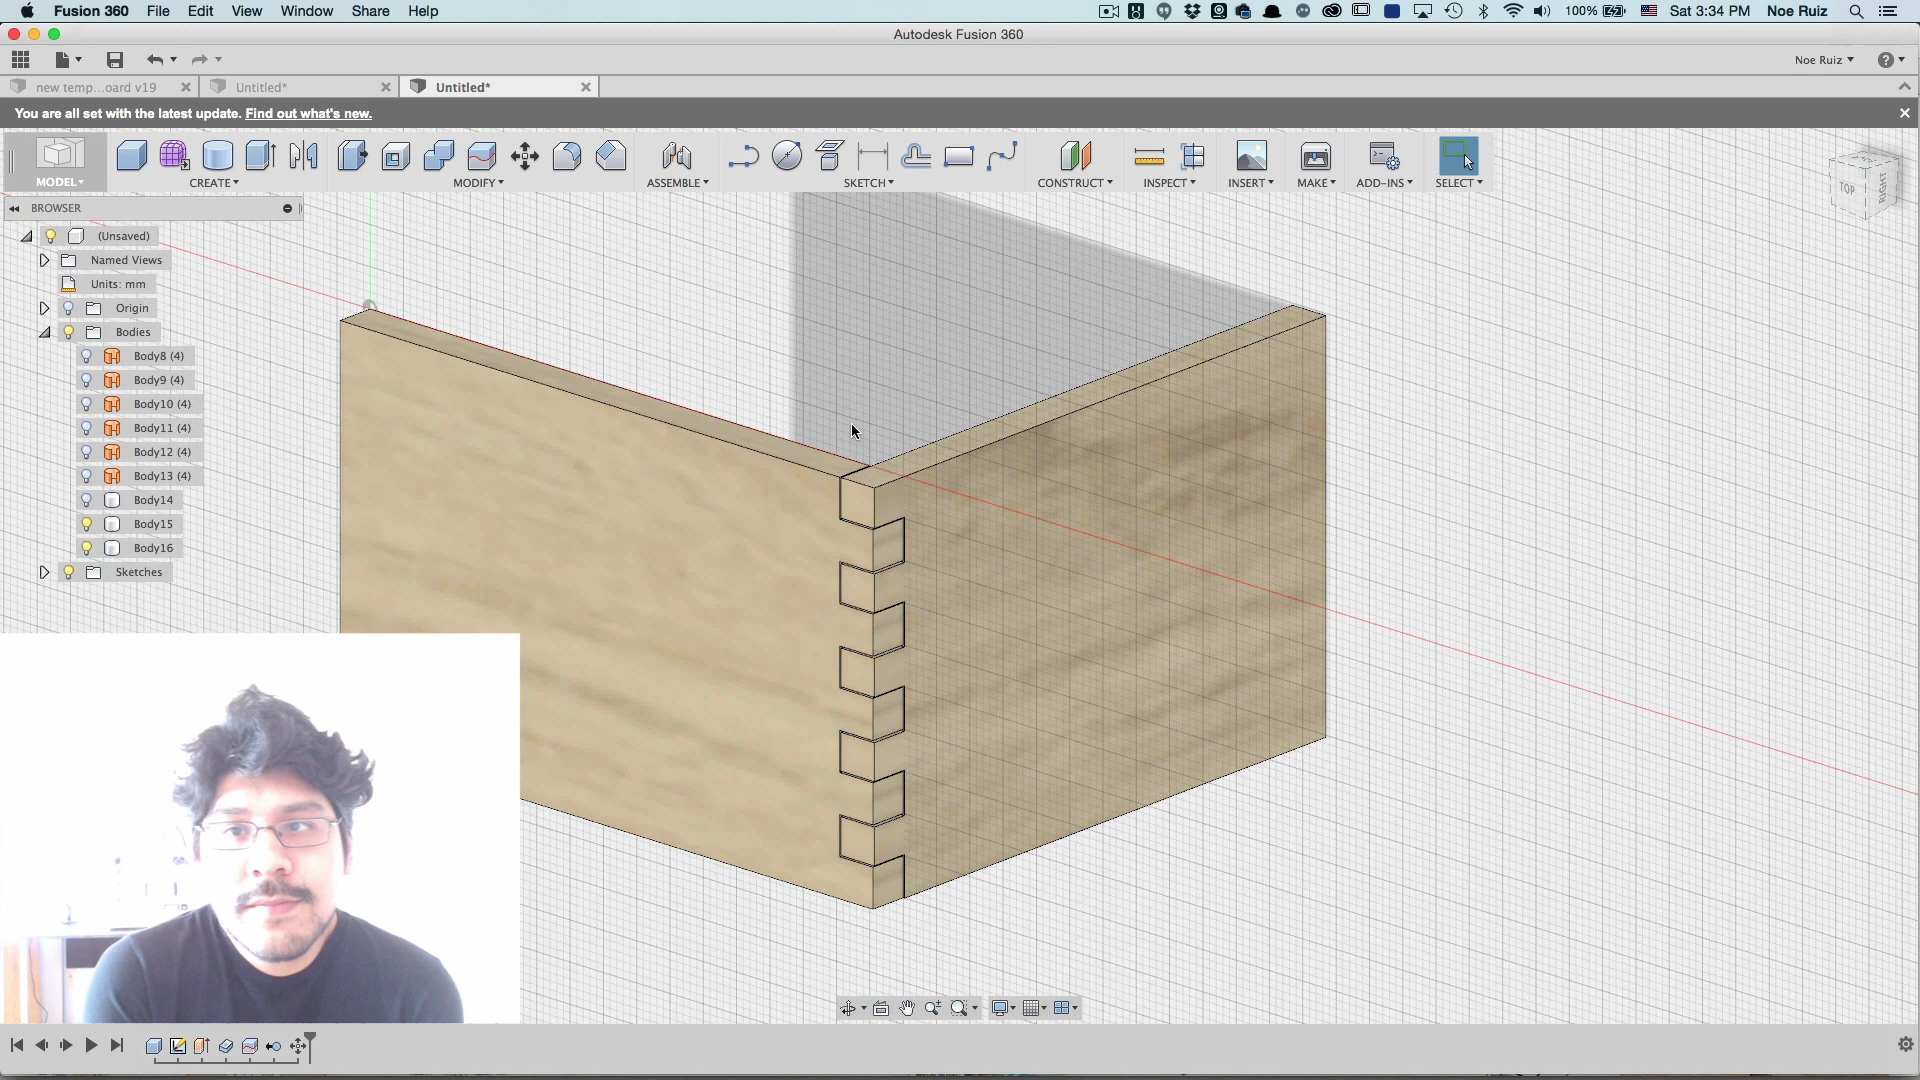 Fusion 360 File Edit View Window Share Help 100% Sat 3:34 PM Noe Ruiz
Autodesk Fusion 360
Noe Ruiz
new temp...oard v19 Untitled* Untitled*
You are all set with the latest update. Find out what's new.
MODEL CREATE MODIFY ASSEMBLE SKETCH CONSTRUCT INSPECT INSERT MAKE ADD-INS SELECT
TOP RIGHT
BROWSER
(Unsaved)
Named Views
Units: mm
Origin
Bodies
Body8 (4)
Body9 (4)
Body10 (4)
Body11 (4)
Body12 (4)
Body13 (4)
Body14
Body15
Body16
Sketches